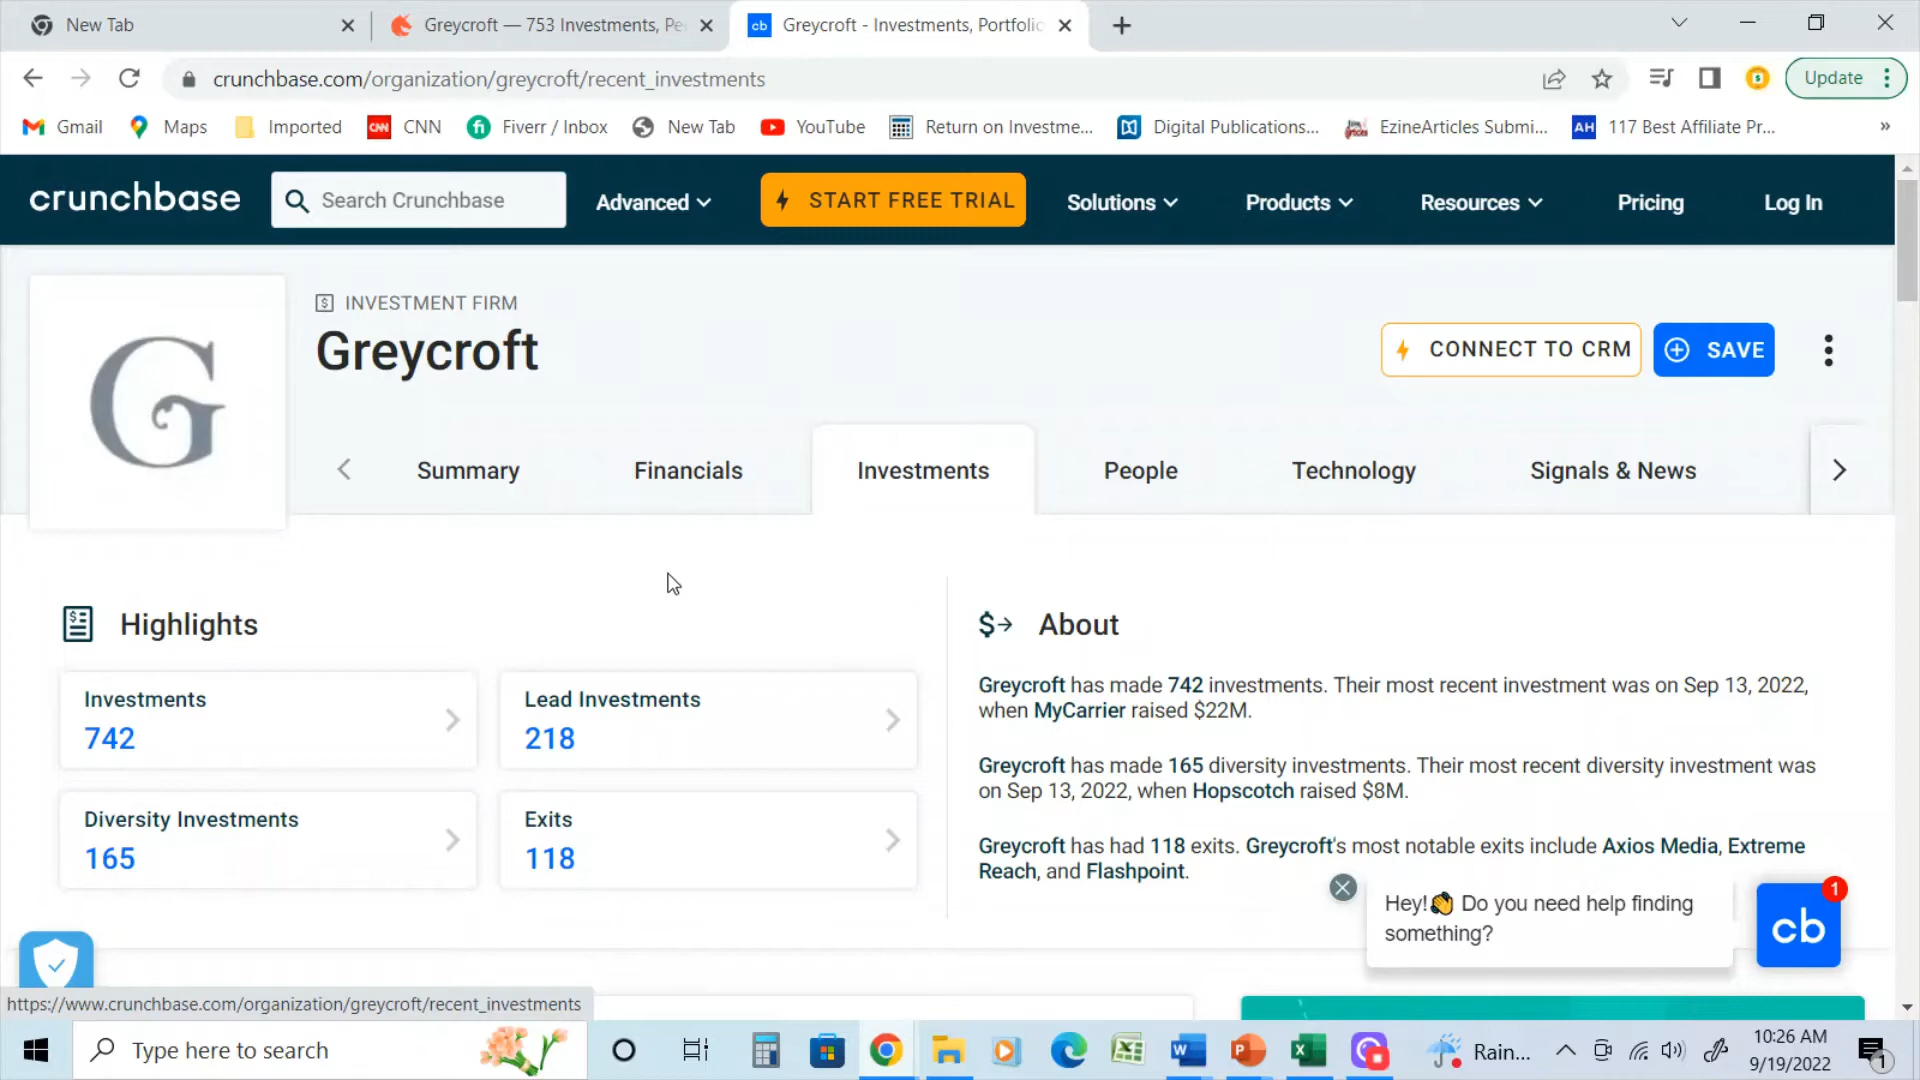 New Tab
Greycroft — 753 Investments, Pe
cb Greycroft - Investments, Portfolio
crunchbase.com/organization/greycroft/recent_investments
Update
Gmail Maps Imported CNN CNN fi Fiverr / Inbox New Tab YouTube Return on Investme... Digital Publications... EzineArticles Submi... AH 117 Best Affiliate Pr... »
crunchbase Search Crunchbase Advanced START FREE TRIAL Solutions Products Resources Pricing Log In
G
INVESTMENT FIRM
Greycroft
CONNECT TO CRM
SAVE
Summary Financials Investments People Technology Signals & News
Highlights
Investments
742
Lead Investments
218
Diversity Investments
165
Exits
118
About
Greycroft has made 742 investments. Their most recent investment was on Sep 13, 2022,
when MyCarrier raised $22M.
Greycroft has made 165 diversity investments. Their most recent diversity investment was
on Sep 13, 2022, when Hopscotch raised $8M.
Greycroft has had 118 exits. Greycroft's most notable exits include Axios Media, Extreme
Reach, and Flashpoint.
Hey! Do you need help finding
something?
cb
1
https://www.crunchbase.com/organization/greycroft/recent_investments
Type here to search
Rain...
10:26 AM
9/19/2022
1